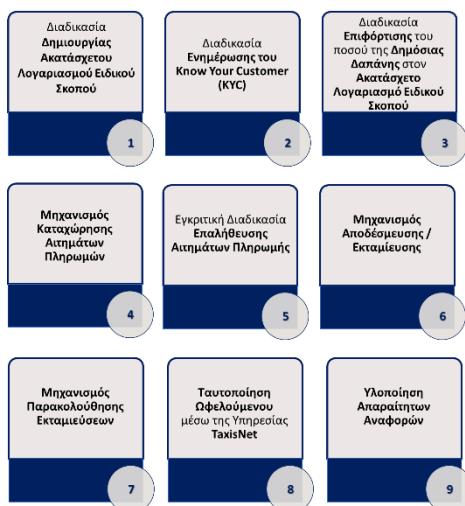 Διαδικασία
Δημιουργίας
Ακατάσχετου
Λογαριασμού Ειδικού
Σκοπού
1
Διαδικασία
Ενημέρωσης του
Know Your Customer
(KYC)
2
Διαδικασία
Επιφόρτισης του
ποσού της Δημόσιας
Δαπάνης στον
Ακατάσχετο
Λογαριασμό Ειδικού
Σκοπού
3
Μηχανισμός
Καταχώρησης
Αιτημάτων
Πληρωμών
4
Εγκριτική Διαδικασία
Επαλήθευσης
Αιτημάτων Πληρωμής
5
Μηχανισμός
Αποδέσμευσης /
Εκταμίευσης
6
Μηχανισμός
Παρακολούθησης
Εκταμιεύσεων
7
Ταυτοποίηση
Ωφελούμενου
μέσω της Υπηρεσίας
TaxisNet
8
Υλοποίηση
Απαραίτητων
Αναφορών
9